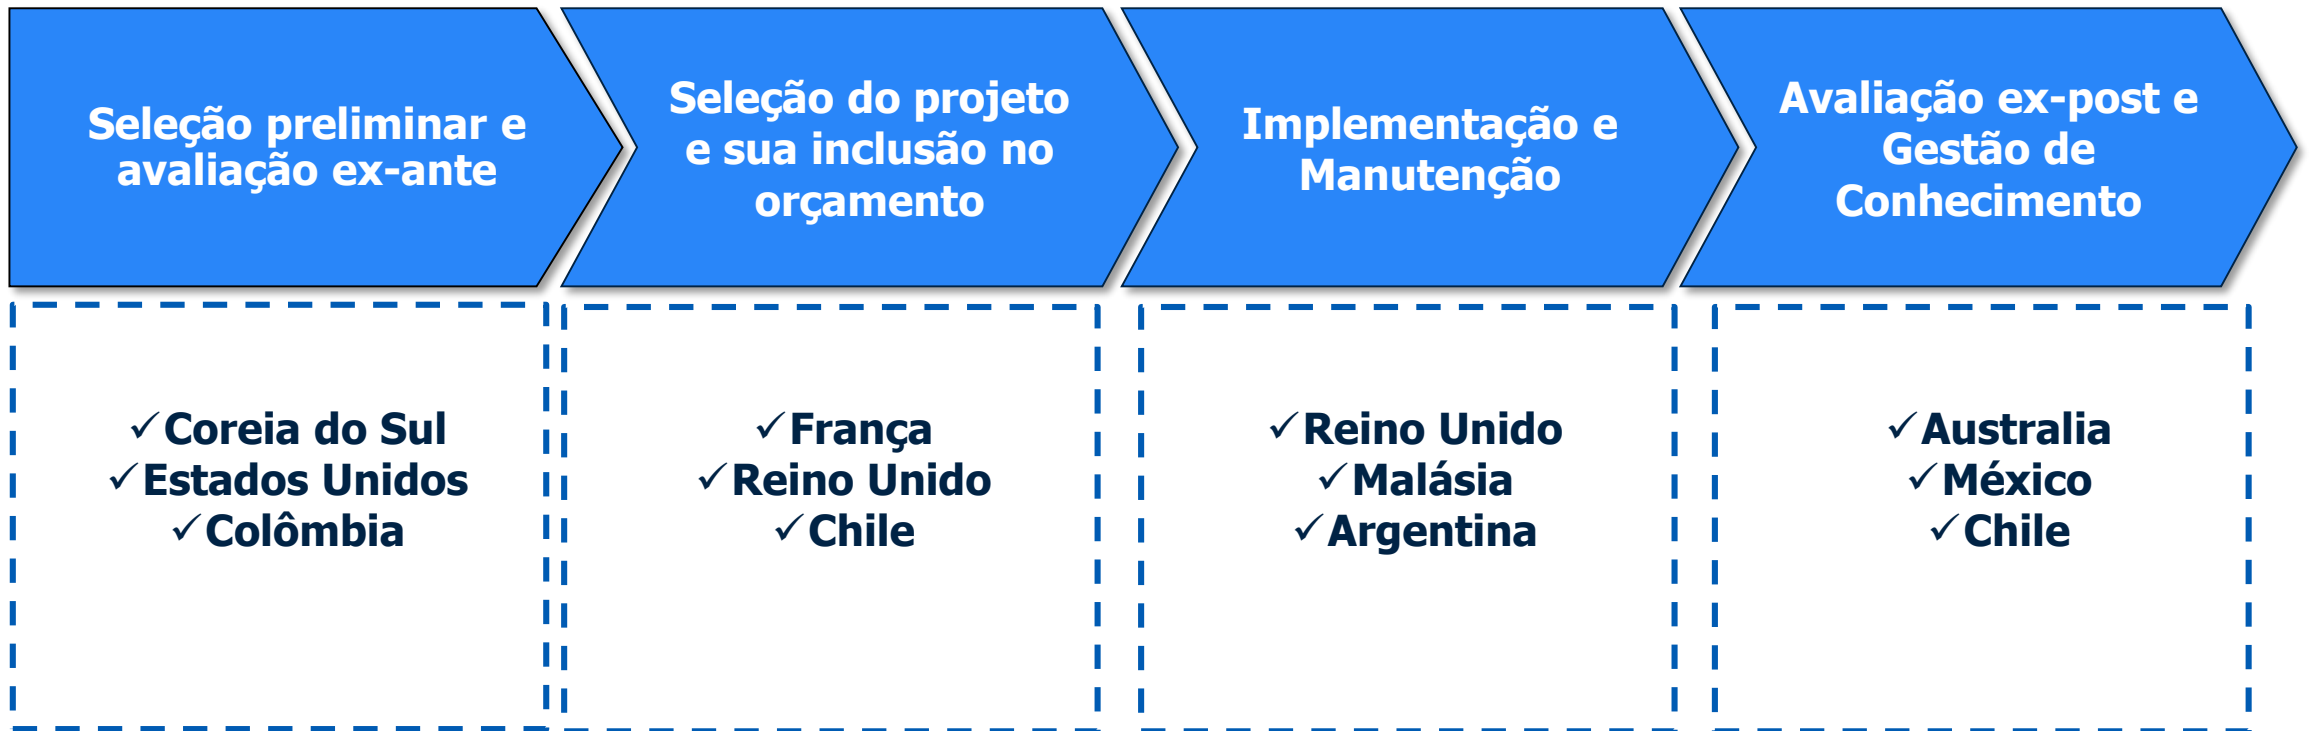 Seleção preliminar e
avaliação ex-ante
Seleção do projeto
e sua inclusão no
orçamento
Implementação e
Manutenção
Avaliação ex-post e
Gestão de
Conhecimento
✓Coreia do Sul
✓Estados Unidos
✓Colômbia
✓França
✓Reino Unido
✓Chile
✓Reino Unido
✓Malásia
✓Argentina
✓Australia
✓México
✓Chile